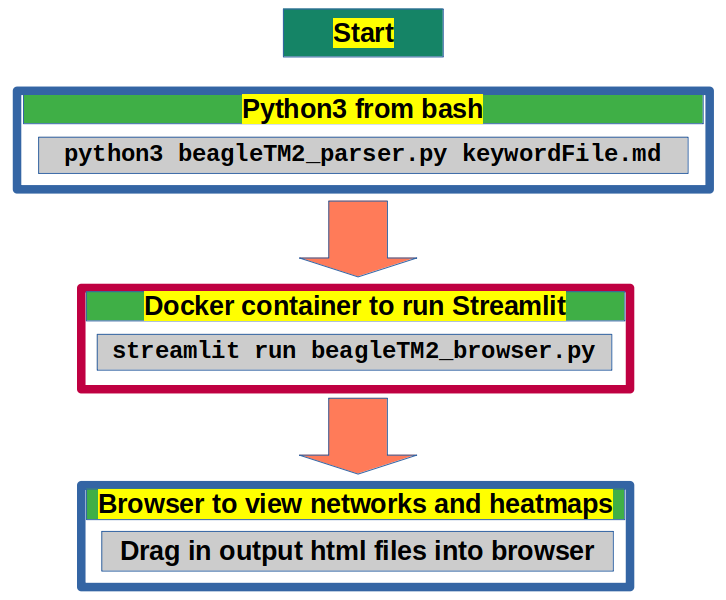 Start
Python3 from bash
python3 beagleTM2_parser.py keywordFile.md
Docker container to run Streamlit
streamlit run beagleTM2_browser.py
Browser to view networks and heatmaps
Drag in output html files into browser